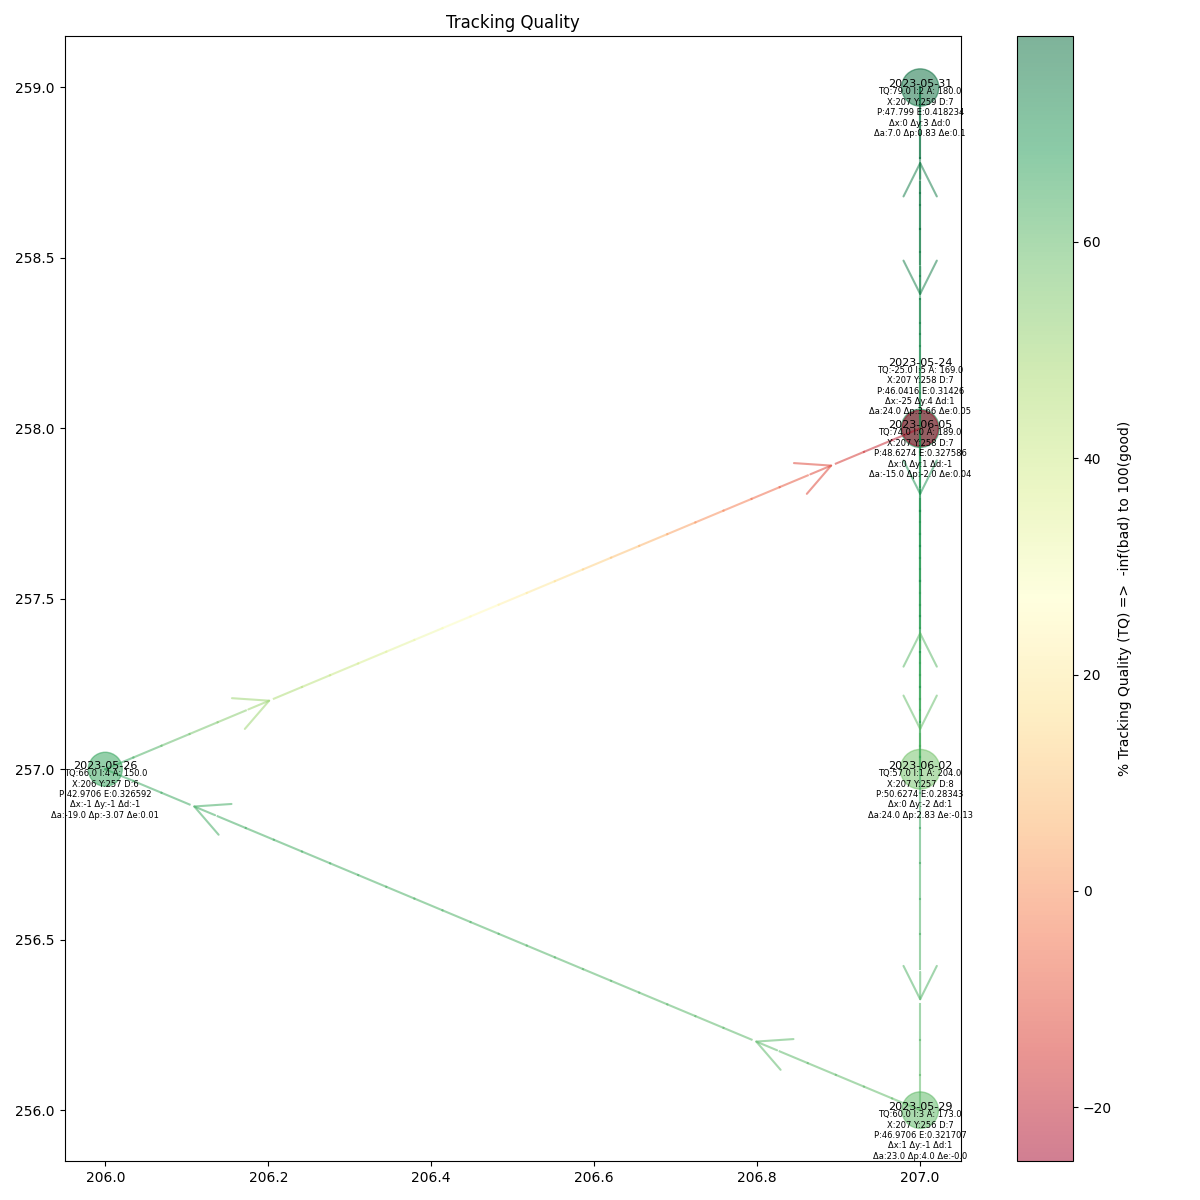 Tracking Quality
259.0
258.5
258.0
257.5
257.0
256.5
256.0
2023-05-31
TQ:79.0 I:2 A: 180.0
X:207 Y:259 D:7
P:47.799 E:0.418234
Δx:0 Δy:3 Δd:0
Δa:7.0 Δp:0.83 Δe:0.1
2023-05-24
TQ:-25.0 I:5 A: 169.0
X:207 Y:258 D:7
P:46.0416 E:0.31426
Δx:-25 Δy:4 Δd:1
Δa:24.0 Δp:3.66 Δe:0.05
2023-06-05
TQ:74.0 I:0 A: 189.0
X:207 Y:258 D:7
P:48.6274 E:0.327586
Δx:0 Δy:1 Δd:-1
Δa:-15.0 Δp:-2.0 Δe:0.04
2023-05-26
TQ:66.0 I:4 A: 150.0
X:206 Y:257 D:6
P:42.9706 E:0.326592
Δx:-1 Δy:-1 Δd:-1
Δa:-19.0 Δp:-3.07 Δe:0.01
2023-06-02
TQ:57.0 I:1 A: 204.0
X:207 Y:257 D:8
P:50.6274 E:0.28343
Δx:0 Δy:-2 Δd:1
Δa:24.0 Δp:2.83 Δe:-0.13
2023-05-29
TQ:60.0 I:3 A: 173.0
X:207 Y:256 D:7
P:46.9706 E:0.321707
Δx:1 Δy:-1 Δd:1
Δa:23.0 Δp:4.0 Δe:-0.0
206.0 206.2 206.4 206.6 206.8 207.0
60
40
20
0
−20
% Tracking Quality (TQ) => -inf(bad) to 100(good)